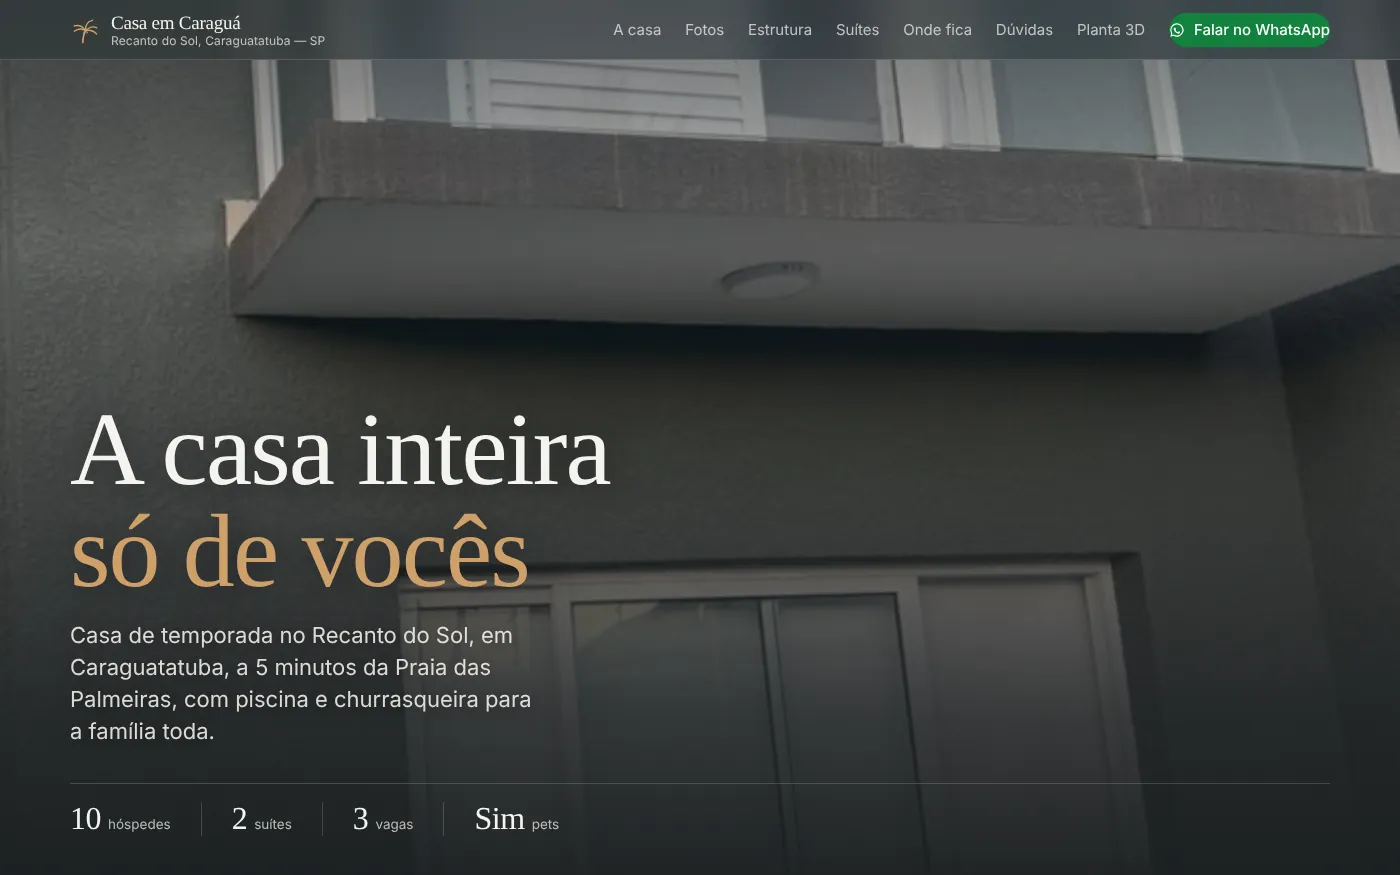 Casa em Caraguá
Recanto do Sol, Caraguatatuba — SP
A casa
Fotos
Estrutura
Suítes
Onde fica
Dúvidas
Planta 3D
Falar no WhatsApp
A casa inteira
só de vocês
Casa de temporada no Recanto do Sol, em
Caraguatatuba, a 5 minutos da Praia das
Palmeiras, com piscina e churrasqueira para
a família toda.
10 hóspedes
2 suítes
3 vagas
Sim pets